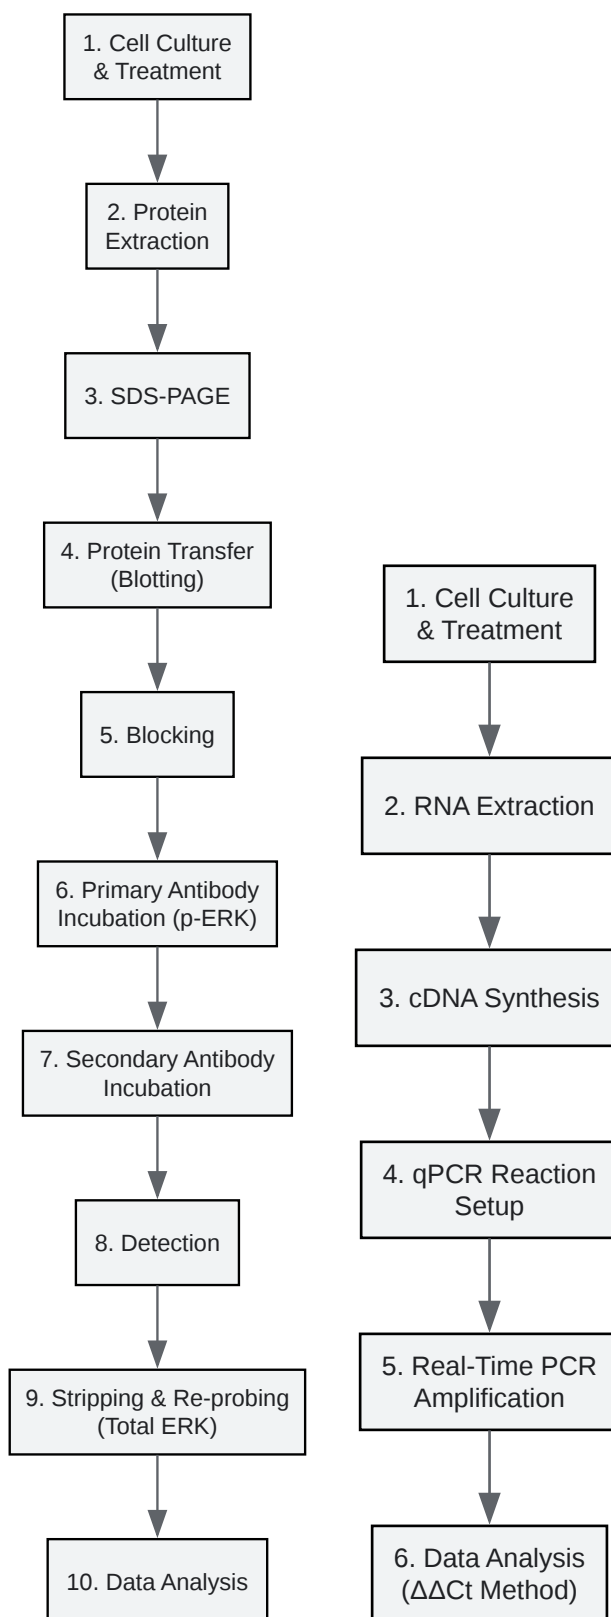 1. Cell Culture
& Treatment
2. Protein
Extraction
3. SDS-PAGE
4. Protein Transfer
(Blotting)
5. Blocking
6. Primary Antibody
Incubation (p-ERK)
7. Secondary Antibody
Incubation
8. Detection
9. Stripping & Re-probing
(Total ERK)
10. Data Analysis
1. Cell Culture
& Treatment
2. RNA Extraction
3. cDNA Synthesis
4. qPCR Reaction
Setup
5. Real-Time PCR
Amplification
6. Data Analysis
(ΔΔCt Method)